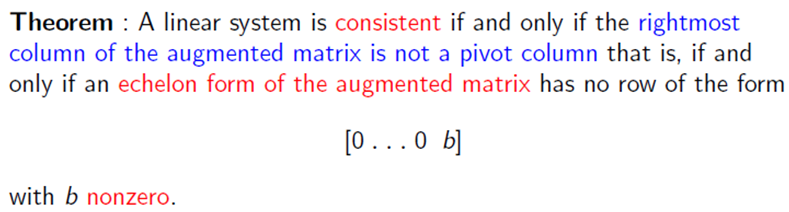 Theorem : A linear system is consistent if and only if the rightmost
column of the augmented matrix is not a pivot column that is, if and
only if an echelon form of the augmented matrix has no row of the form
[0 . . . 0 b]
with b nonzero.